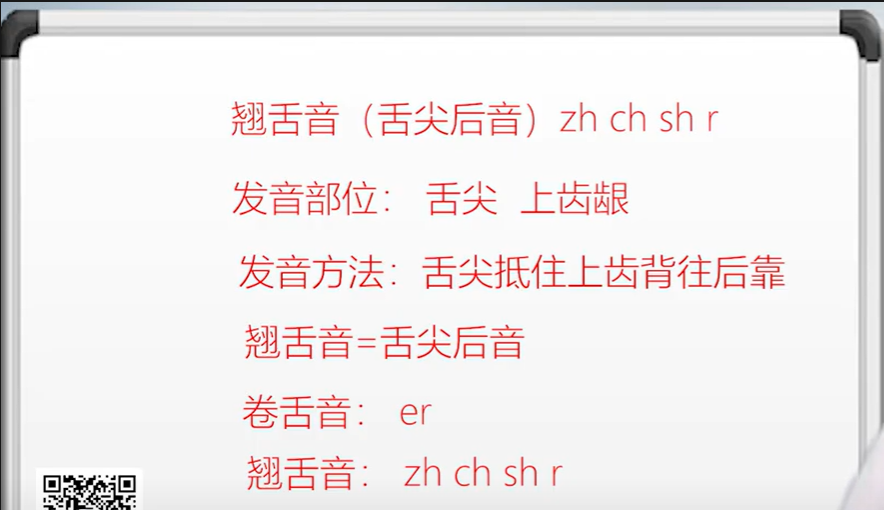 翘舌音（舌尖后音）zh ch sh r
发音部位： 舌尖 上齿龈
发音方法：舌尖抵住上齿背往后靠
翘舌音=舌尖后音
卷舌音： er
翘舌音： zh ch sh r